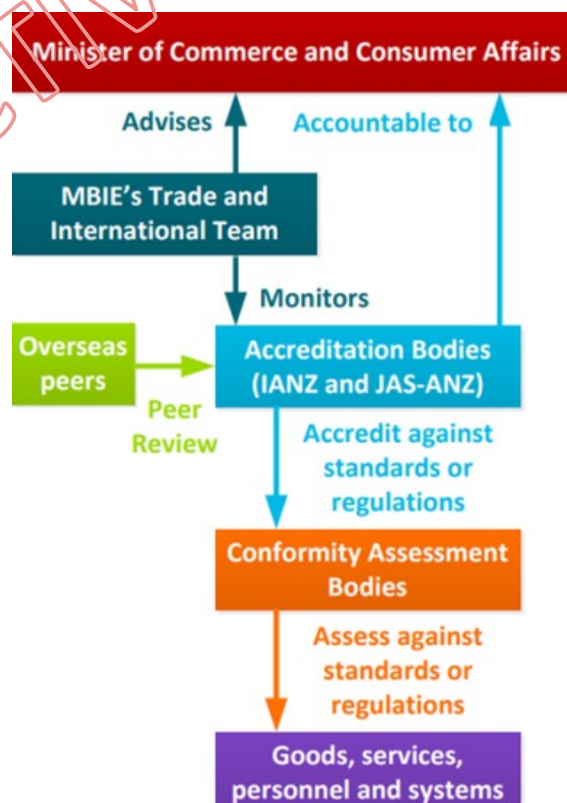 Minister of Commerce and Consumer Affairs
Advises
Accountable to
MBIE's Trade and
International Team
Monitors
Overseas
peers
Peer
Review
Accreditation Bodies
(IANZ and JAS-ANZ)
Accredit against
standards or
regulations
Conformity Assessment
Bodies
Assess against
standards or
regulations
Goods, services,
personnel and systems